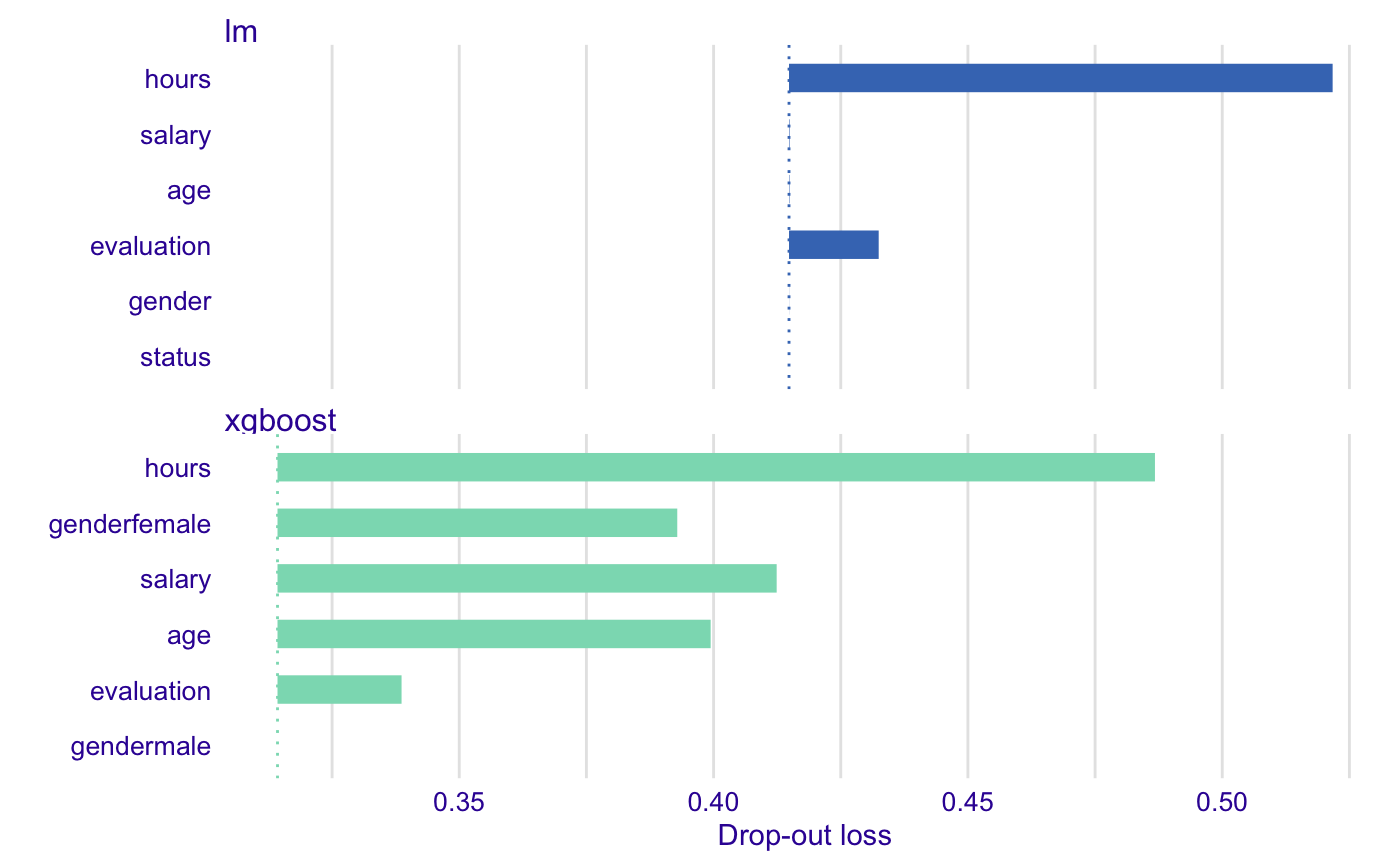 lm
hours
salary
age
evaluation
gender
status
xgboost
hours
genderfemale
salary
age
evaluation
gendermale
0.35 0.40 0.45 0.50
Drop-out loss